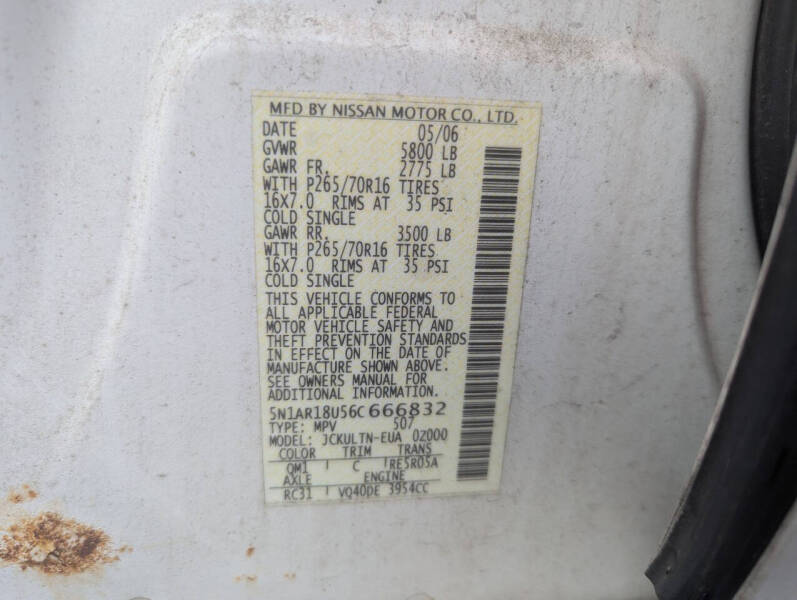 MFD BY NISSAN MOTOR CO., LTD.
DATE 05/06
GVWR 5800 LB
GAWR FR. 2775 LB
WITH P265/70R16 TIRES
16X7.0 RIMS AT 35 PSI
COLD SINGLE
GAWR RR. 3500 LB
WITH P265/70R16 TIRES
16X7.0 RIMS AT 35 PSI
COLD SINGLE
THIS VEHICLE CONFORMS TO
ALL APPLICABLE FEDERAL
MOTOR VEHICLE SAFETY AND
THEFT PREVENTION STANDARDS
IN EFFECT ON THE DATE OF
MANUFACTURE SHOWN ABOVE.
SEE OWNERS MANUAL FOR
ADDITIONAL INFORMATION.
5N1AR18U56C666832
TYPE: MPV 507
MODEL: JCKULTN-EUA 02000
COLOR TRIM TRANS
QM1 C RE5R05A
AXLE ENGINE
RC31 VQ40DE 3954CC